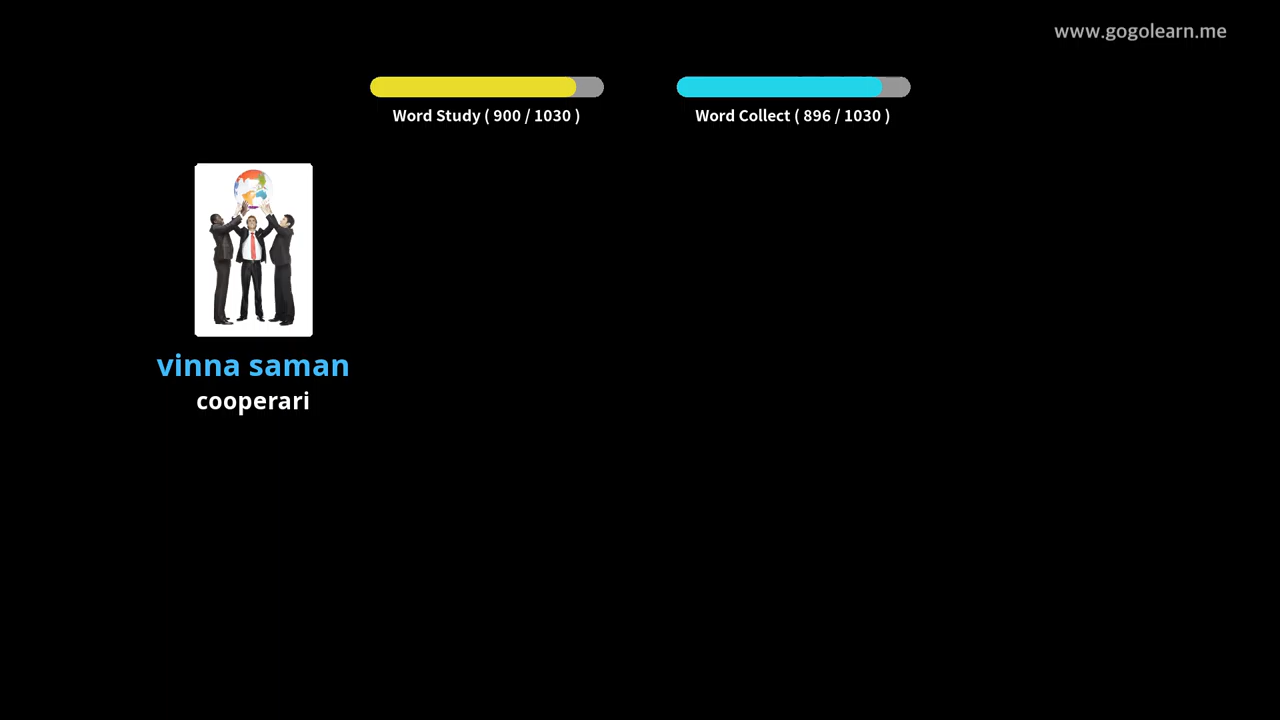 www.gogolearn.me
Word Study ( 900 / 1030 )
Word Collect ( 896 / 1030 )
vinna saman
cooperari